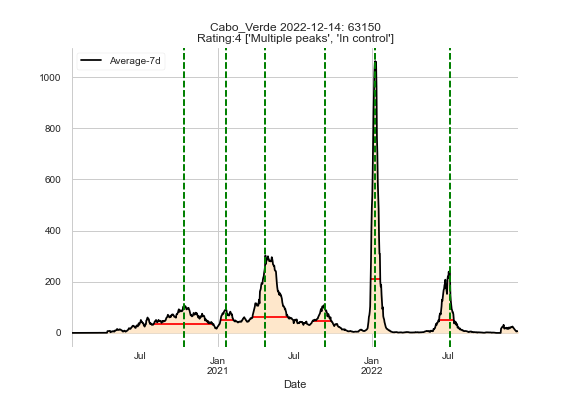 Cabo_Verde 2022-12-14: 63150
Rating:4 ['Multiple peaks', 'In control']
Average-7d
1000
800
600
400
200
0
Jul
Jan
2021
Jul
Jan
2022
Jul
Date